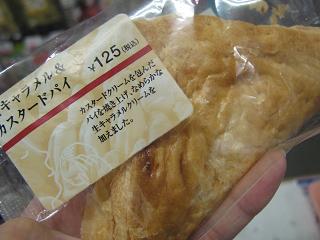 キャラメル＆
カスタードパイ
¥125(税込)
カスタードクリームを包んだ
パイを焼き上げ、なめらかな
生キャラメルクリームを
加えました。